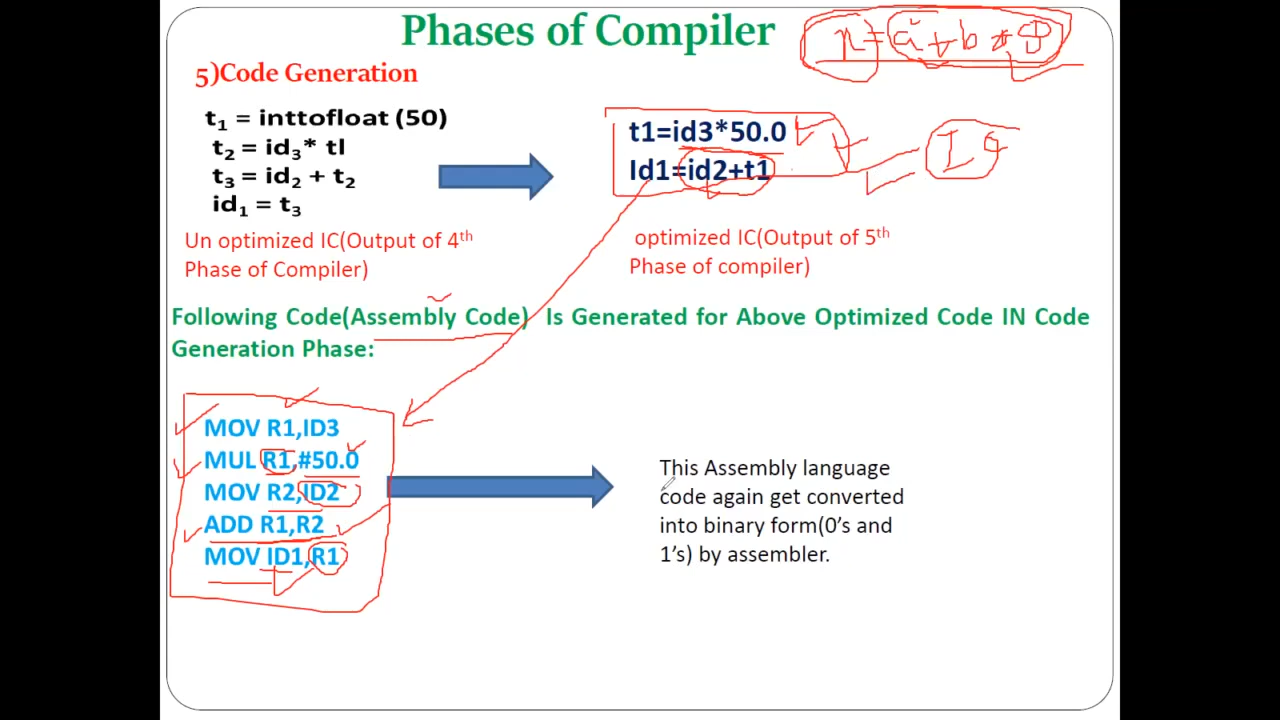 Phases of Compiler
= a + b *
5)Code Generation
t₁ = inttofloat (50)
t₂ = id₃* tl
t₃ = id₂ + t₂
id₁ = t₃
Un optimized IC(Output of 4ᵗʰ
Phase of Compiler)
t1=id3*50.0
Id1=id2+t1
optimized IC(Output of 5ᵗʰ
Phase of compiler)
Following Code(Assembly Code) Is Generated for Above Optimized Code IN Code
Generation Phase:
MOV R1,ID3
MUL R1,#50.0
MOV R2,ID2
ADD R1,R2
MOV ID1,R1
This Assembly language
code again get converted
into binary form(0's and
1's) by assembler.